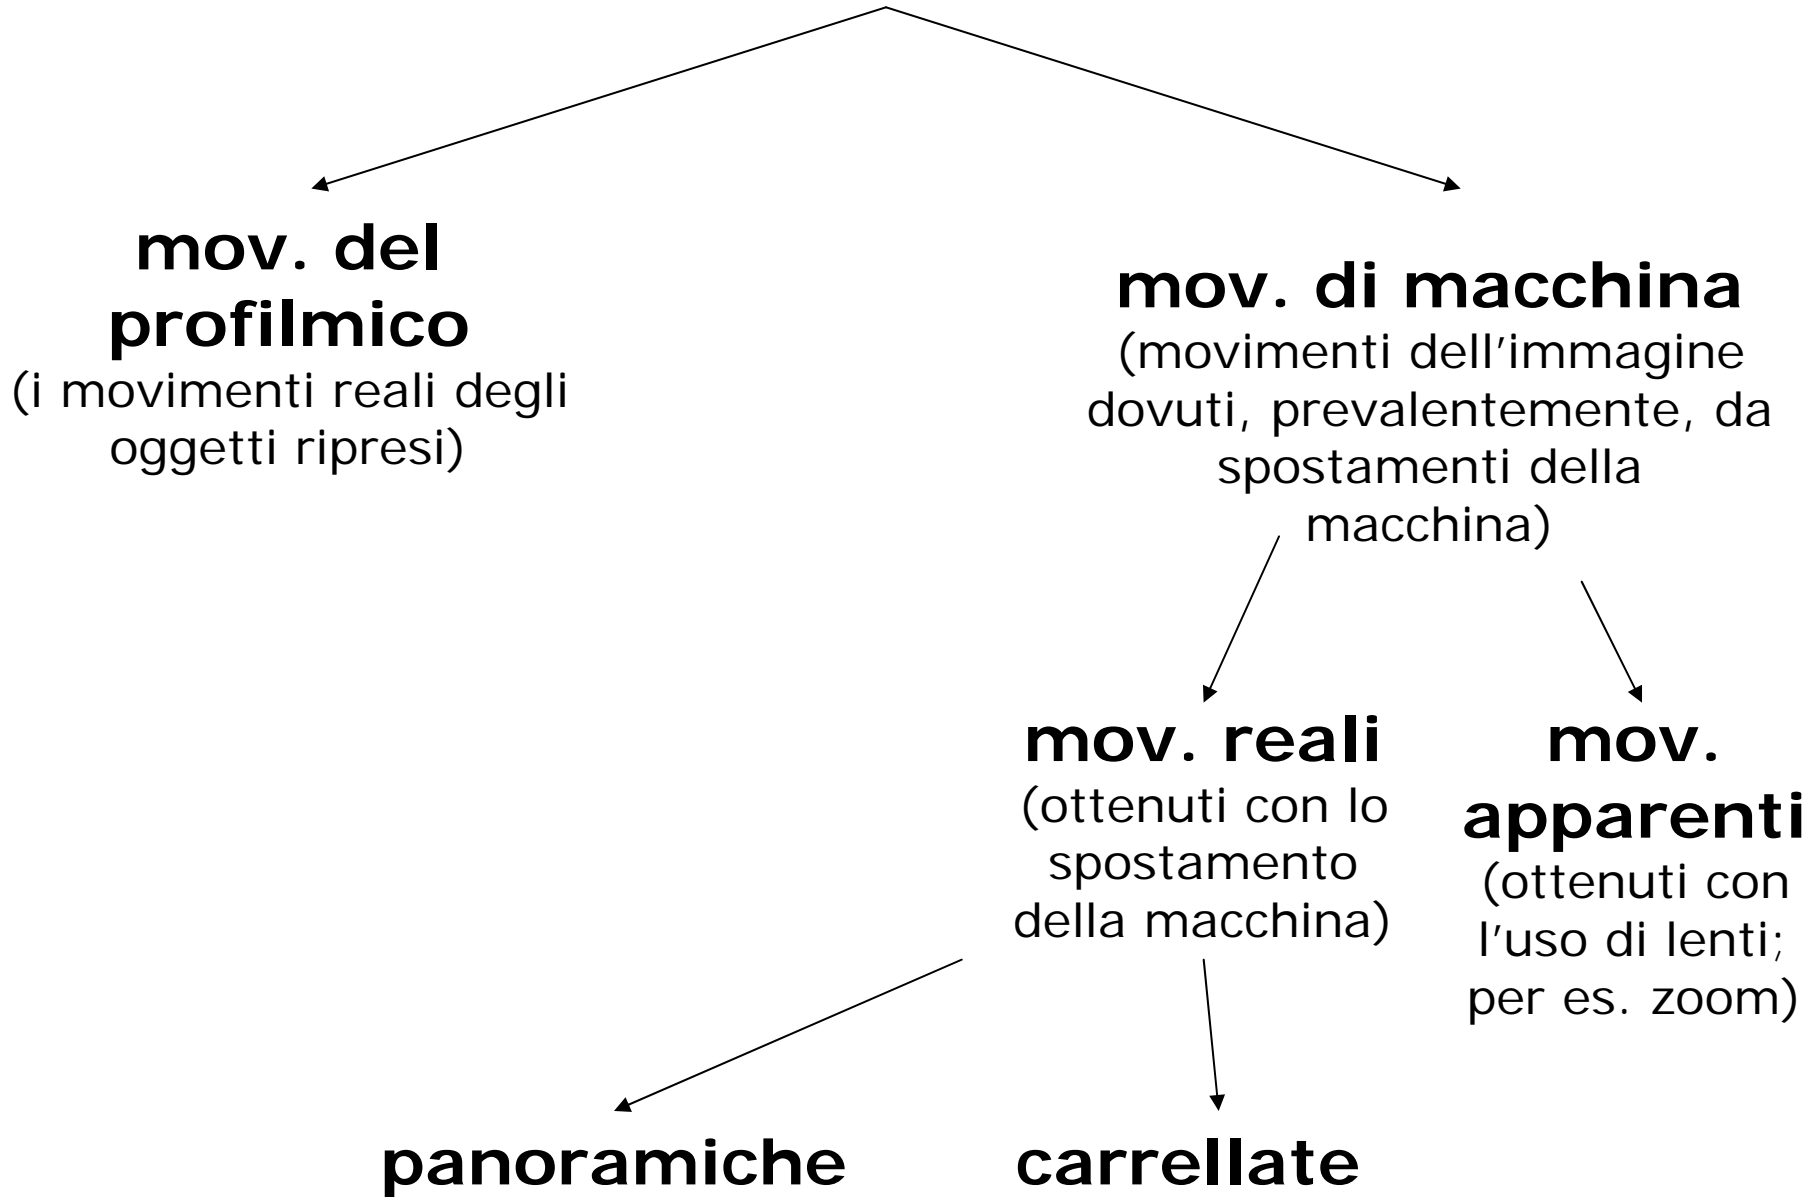 mov. del
profilmico
(i movimenti reali degli
oggetti ripresi)
mov. di macchina
(movimenti dell'immagine
dovuti, prevalentemente, da
spostamenti della
macchina)
mov. reali
(ottenuti con lo
spostamento
della macchina)
mov.
apparenti
(ottenuti con
l'uso di lenti;
per es. zoom)
panoramiche
carrellate